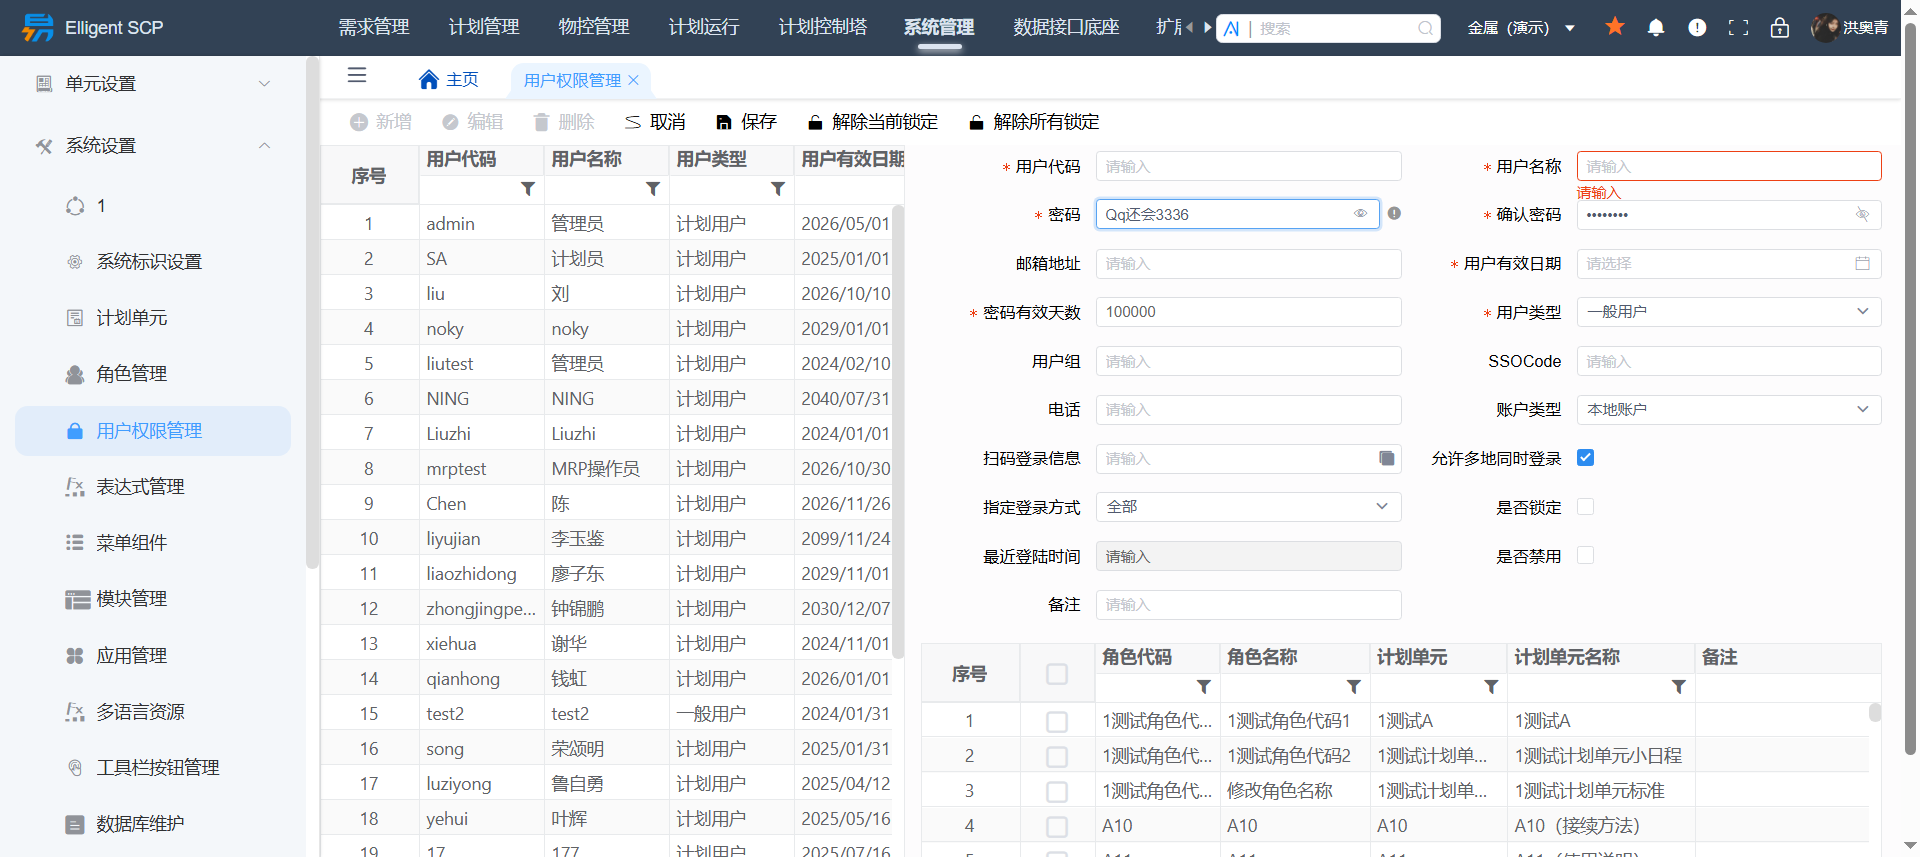 Elligent SCP
需求管理 计划管理 物控管理 计划运行 计划控制塔 系统管理 数据接口底座
AI | 搜索
金属（演示）
洪奥青
单元设置
系统设置
1
系统标识设置
计划单元
角色管理
用户权限管理
表达式管理
菜单组件
模块管理
应用管理
多语言资源
工具栏按钮管理
数据库维护
主页 用户权限管理
新增 编辑 删除 取消 保存 解除当前锁定 解除所有锁定
序号 用户代码 用户名称 用户类型 用户有效日期
1 admin 管理员 计划用户 2026/05/01
2 SA 计划员 计划用户 2025/01/01
3 liu 刘 计划用户 2026/10/10
4 noky noky 计划用户 2029/01/01
5 liutest 管理员 计划用户 2024/02/10
6 NING NING 计划用户 2040/07/31
7 Liuzhi Liuzhi 计划用户 2024/01/01
8 mrptest MRP操作员 计划用户 2026/10/30
9 Chen 陈 计划用户 2026/11/26
10 liyujian 李玉鉴 计划用户 2099/11/24
11 liaozhidong 廖子东 计划用户 2029/11/01
12 zhongjingpe... 钟锦鹏 计划用户 2030/12/07
13 xiehua 谢华 计划用户 2024/11/01
14 qianhong 钱虹 计划用户 2026/01/01
15 test2 test2 一般用户 2024/01/31
16 song 荣颂明 计划用户 2025/01/31
17 luziyong 鲁自勇 计划用户 2025/04/12
18 yehui 叶辉 计划用户 2025/05/16
19 17 177 计划用户 2025/07/16
* 用户代码 请输入 * 用户名称 请输入
请输入
* 密码 Qq还会3336 * 确认密码 ••••••••
邮箱地址 请输入 * 用户有效日期 请选择
* 密码有效天数 100000 * 用户类型 一般用户
用户组 请输入 SSOCode 请输入
电话 请输入 账户类型 本地账户
扫码登录信息 请输入 允许多地同时登录
指定登录方式 全部 是否锁定
最近登陆时间 请输入 是否禁用
备注 请输入
序号 角色代码 角色名称 计划单元 计划单元名称 备注
1 1测试角色代... 1测试角色代码1 1测试A 1测试A
2 1测试角色代... 1测试角色代码2 1测试计划单... 1测试计划单元小日程
3 1测试角色代... 修改角色名称 1测试计划单... 1测试计划单元标准
4 A10 A10 A10 A10（接续方法）